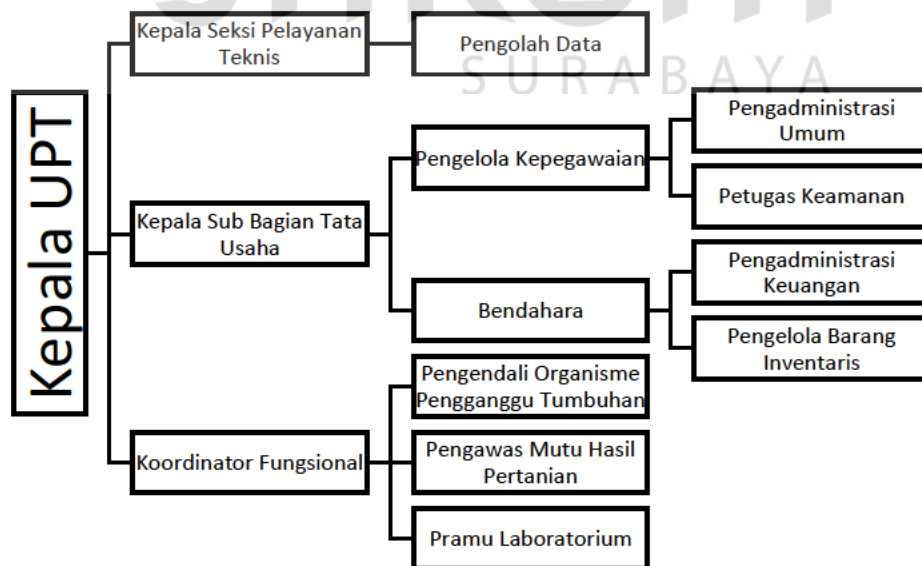 SURABAYA
Kepala UPT
Kepala Seksi Pelayanan
Teknis
Pengolah Data
Kepala Sub Bagian Tata
Usaha
Pengelola Kepegawaian
Pengadministrasi
Umum
Petugas Keamanan
Bendahara
Pengadministrasi
Keuangan
Pengelola Barang
Inventaris
Koordinator Fungsional
Pengendali Organisme
Pengganggu Tumbuhan
Pengawas Mutu Hasil
Pertanian
Pramu Laboratorium